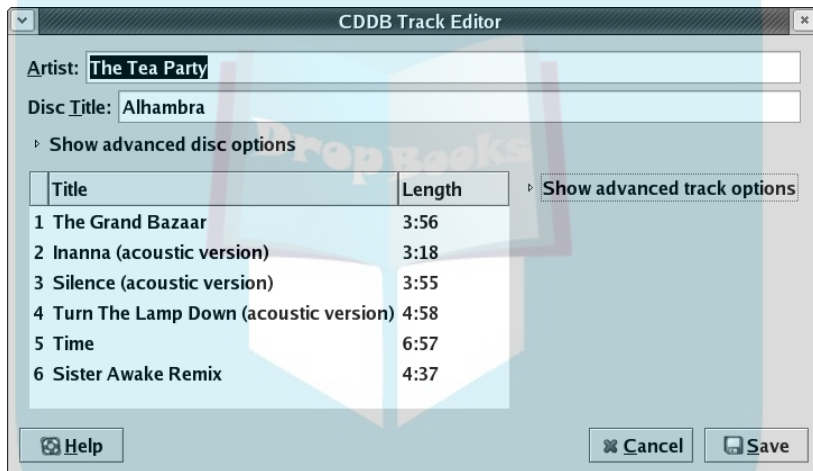 CDDB Track Editor
Artist: The Tea Party
Disc Title: Alhambra
Show advanced disc options
Title Length
Show advanced track options
1 The Grand Bazaar 3:56
2 Inanna (acoustic version) 3:18
3 Silence (acoustic version) 3:55
4 Turn The Lamp Down (acoustic version) 4:58
5 Time 6:57
6 Sister Awake Remix 4:37
Help Cancel Save
DropBooks